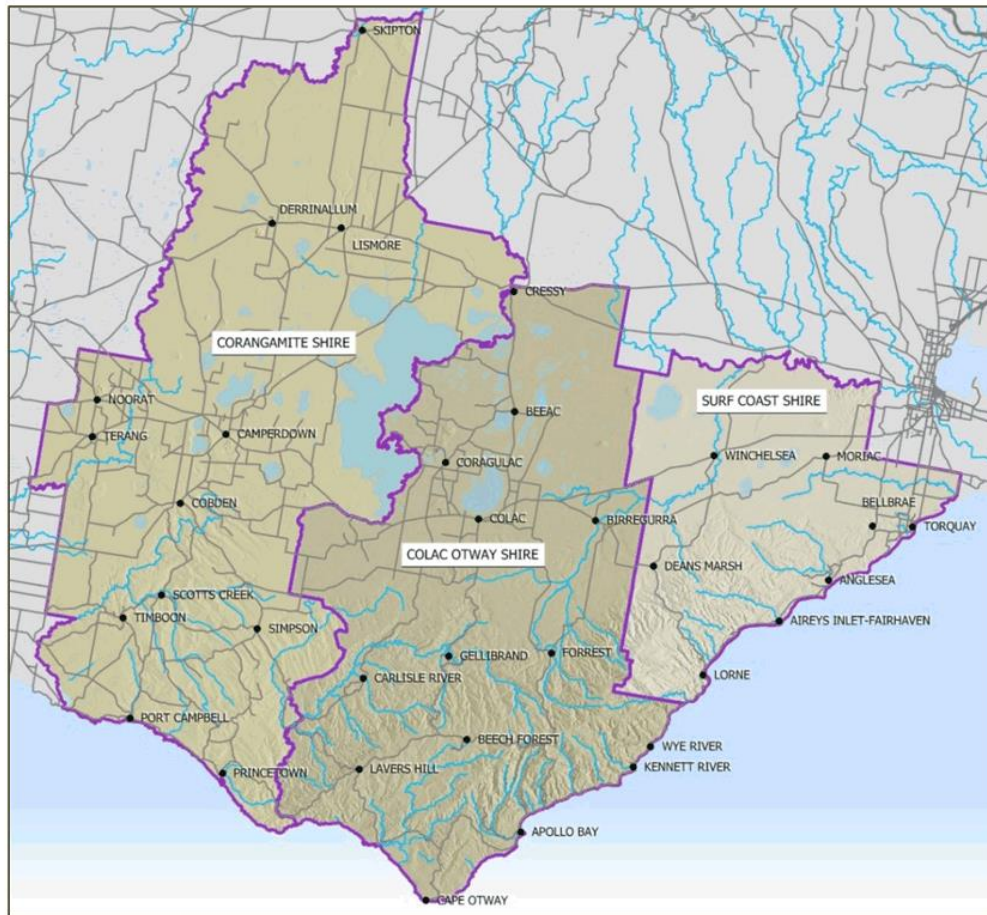 SKIPTON
DERRINALLUM
LISMORE
CRESSY
CORANGAMITE SHIRE
NOORAT
SURF COAST SHIRE
BEEAC
TERANG
CAMPERDOWN
WINCHELSEA
MORIAC
CORAGULAC
COBDEN
BELLBRAE
COLAC
BIRREGURRA
TORQUAY
COLAC OTWAY SHIRE
DEANS MARSH
ANGLESEA
SCOTTS CREEK
TIMBOON
SIMPSON
AIREYS INLET-FAIRHAVEN
GELLIBRAND
FORREST
CARLISLE RIVER
LORNE
PORT CAMPBELL
BEECH FOREST
WYE RIVER
PRINCETOWN
LAVERS HILL
KENNETT RIVER
APOLLO BAY
CAPE OTWAY